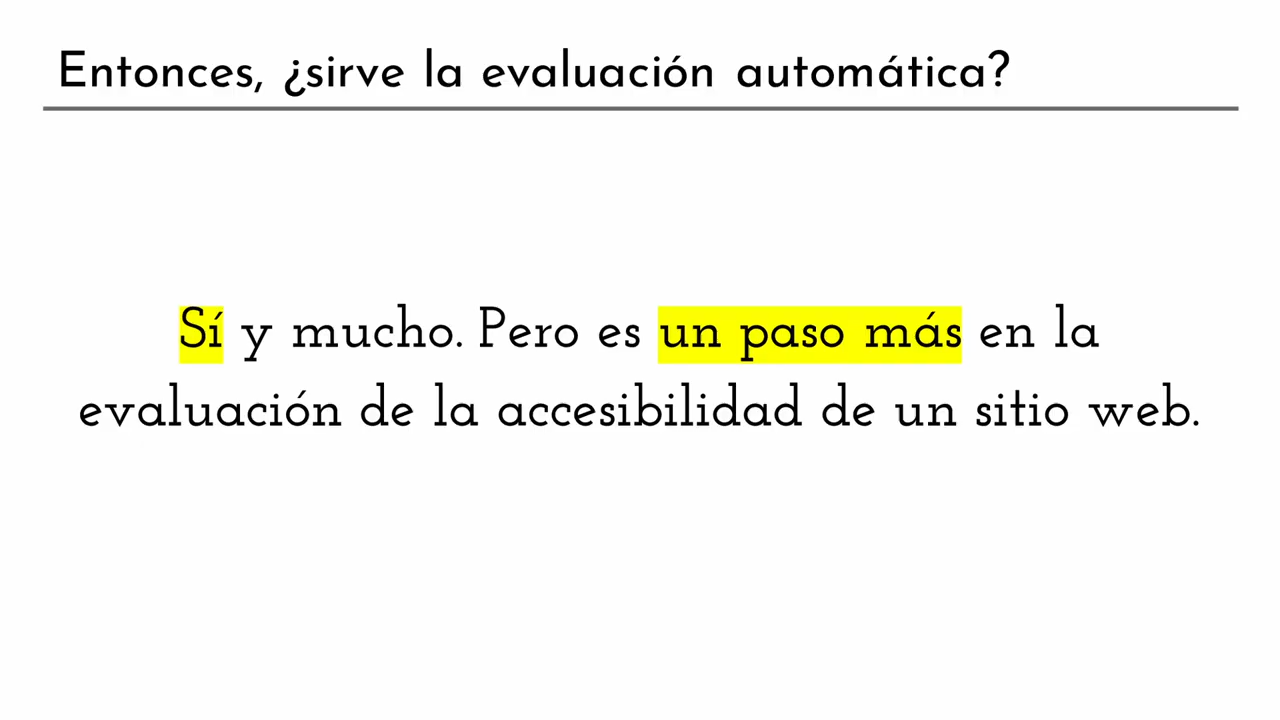 Entonces, ¿sirve la evaluación automática?
Sí y mucho. Pero es un paso más en la
evaluación de la accesibilidad de un sitio web.